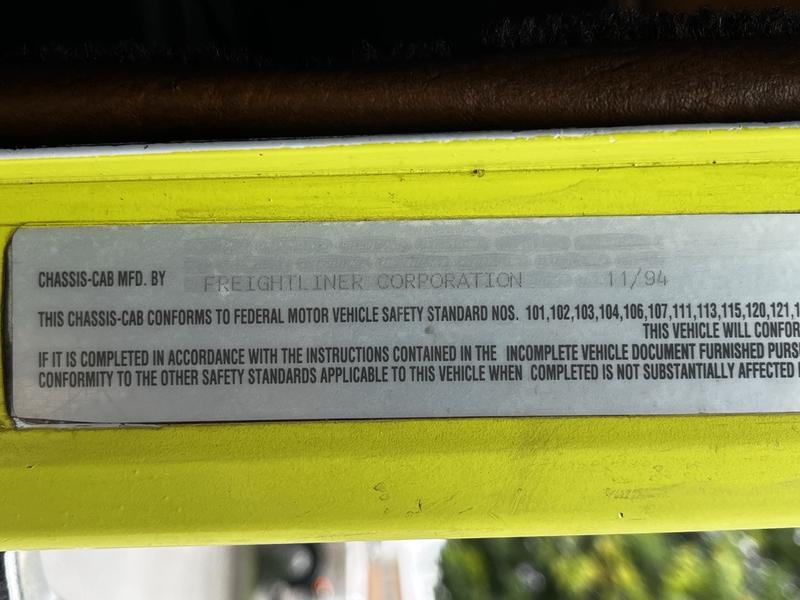 CHASSIS-CAB MFD. BY FREIGHTLINER CORPORATION 11/94
THIS CHASSIS-CAB CONFORMS TO FEDERAL MOTOR VEHICLE SAFETY STANDARD NOS. 101,102,103,104,106,107,111,113,115,120,121,1
THIS VEHICLE WILL CONFOR
IF IT IS COMPLETED IN ACCORDANCE WITH THE INSTRUCTIONS CONTAINED IN THE INCOMPLETE VEHICLE DOCUMENT FURNISHED PURS
CONFORMITY TO THE OTHER SAFETY STANDARDS APPLICABLE TO THIS VEHICLE WHEN COMPLETED IS NOT SUBSTANTIALLY AFFECTED